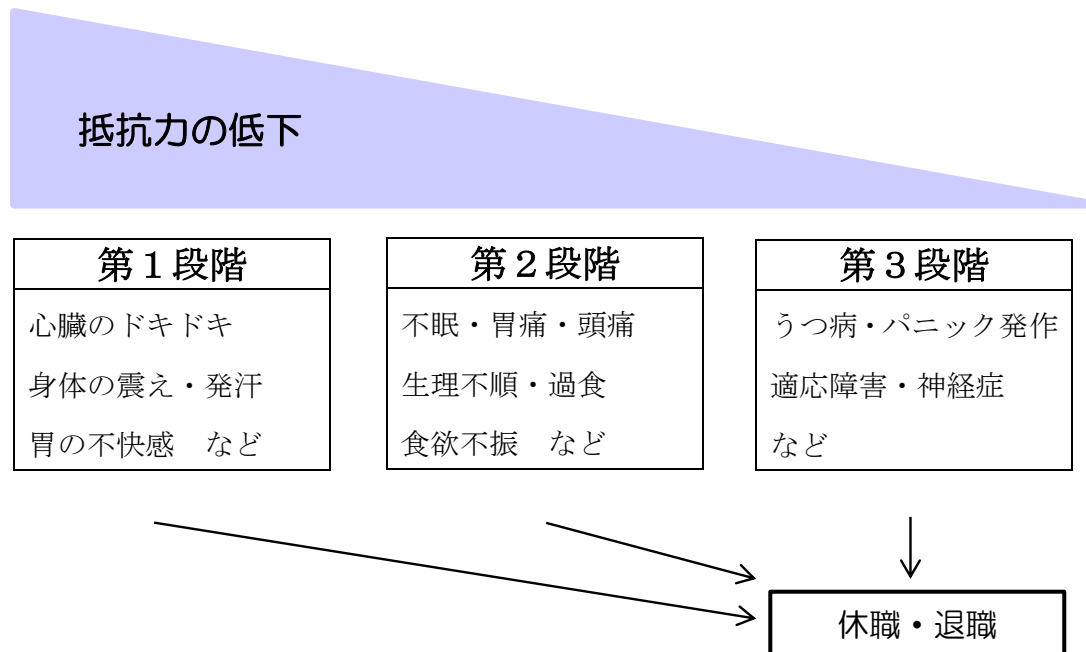 抵抗力の低下
第１段階
心臓のドキドキ
身体の震え・発汗
胃の不快感　など
第２段階
不眠・胃痛・頭痛
生理不順・過食
食欲不振　など
第３段階
うつ病・パニック発作
適応障害・神経症
など
休職・退職